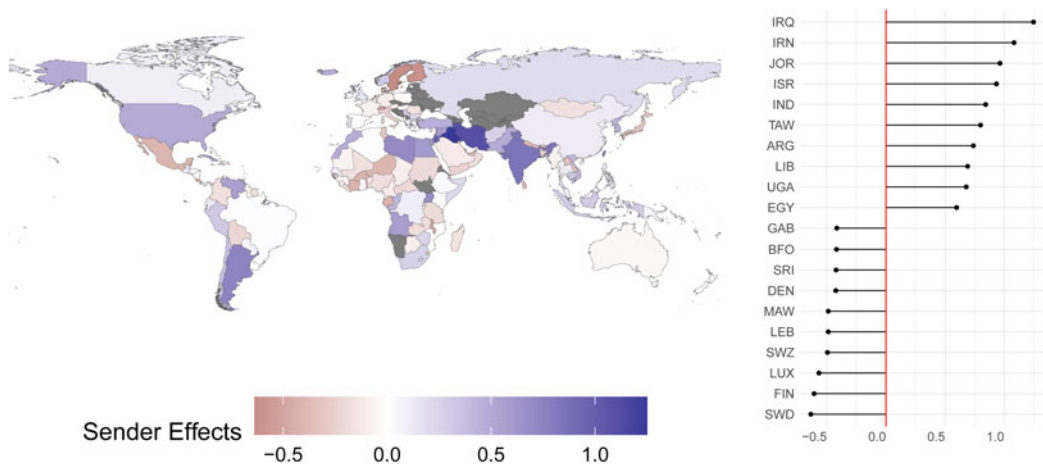 Sender Effects
−0.5 0.0 0.5 1.0
IRQ
IRN
JOR
ISR
IND
TAW
ARG
LIB
UGA
EGY
GAB
BFO
SRI
DEN
MAW
LEB
SWZ
LUX
FIN
SWD
−0.5 0.0 0.5 1.0